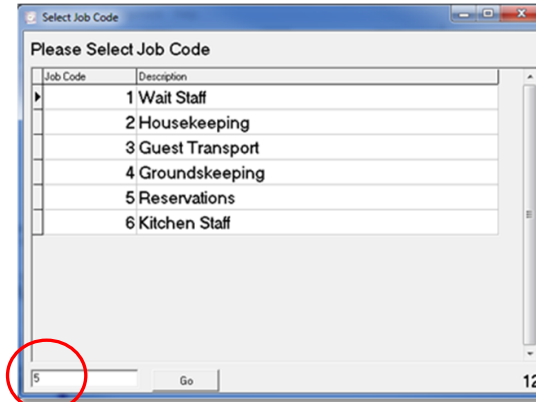 Select Job Code
Please Select Job Code
Job Code Description
1 Wait Staff
2 Housekeeping
3 Guest Transport
4 Groundskeeping
5 Reservations
6 Kitchen Staff
5 Go 12